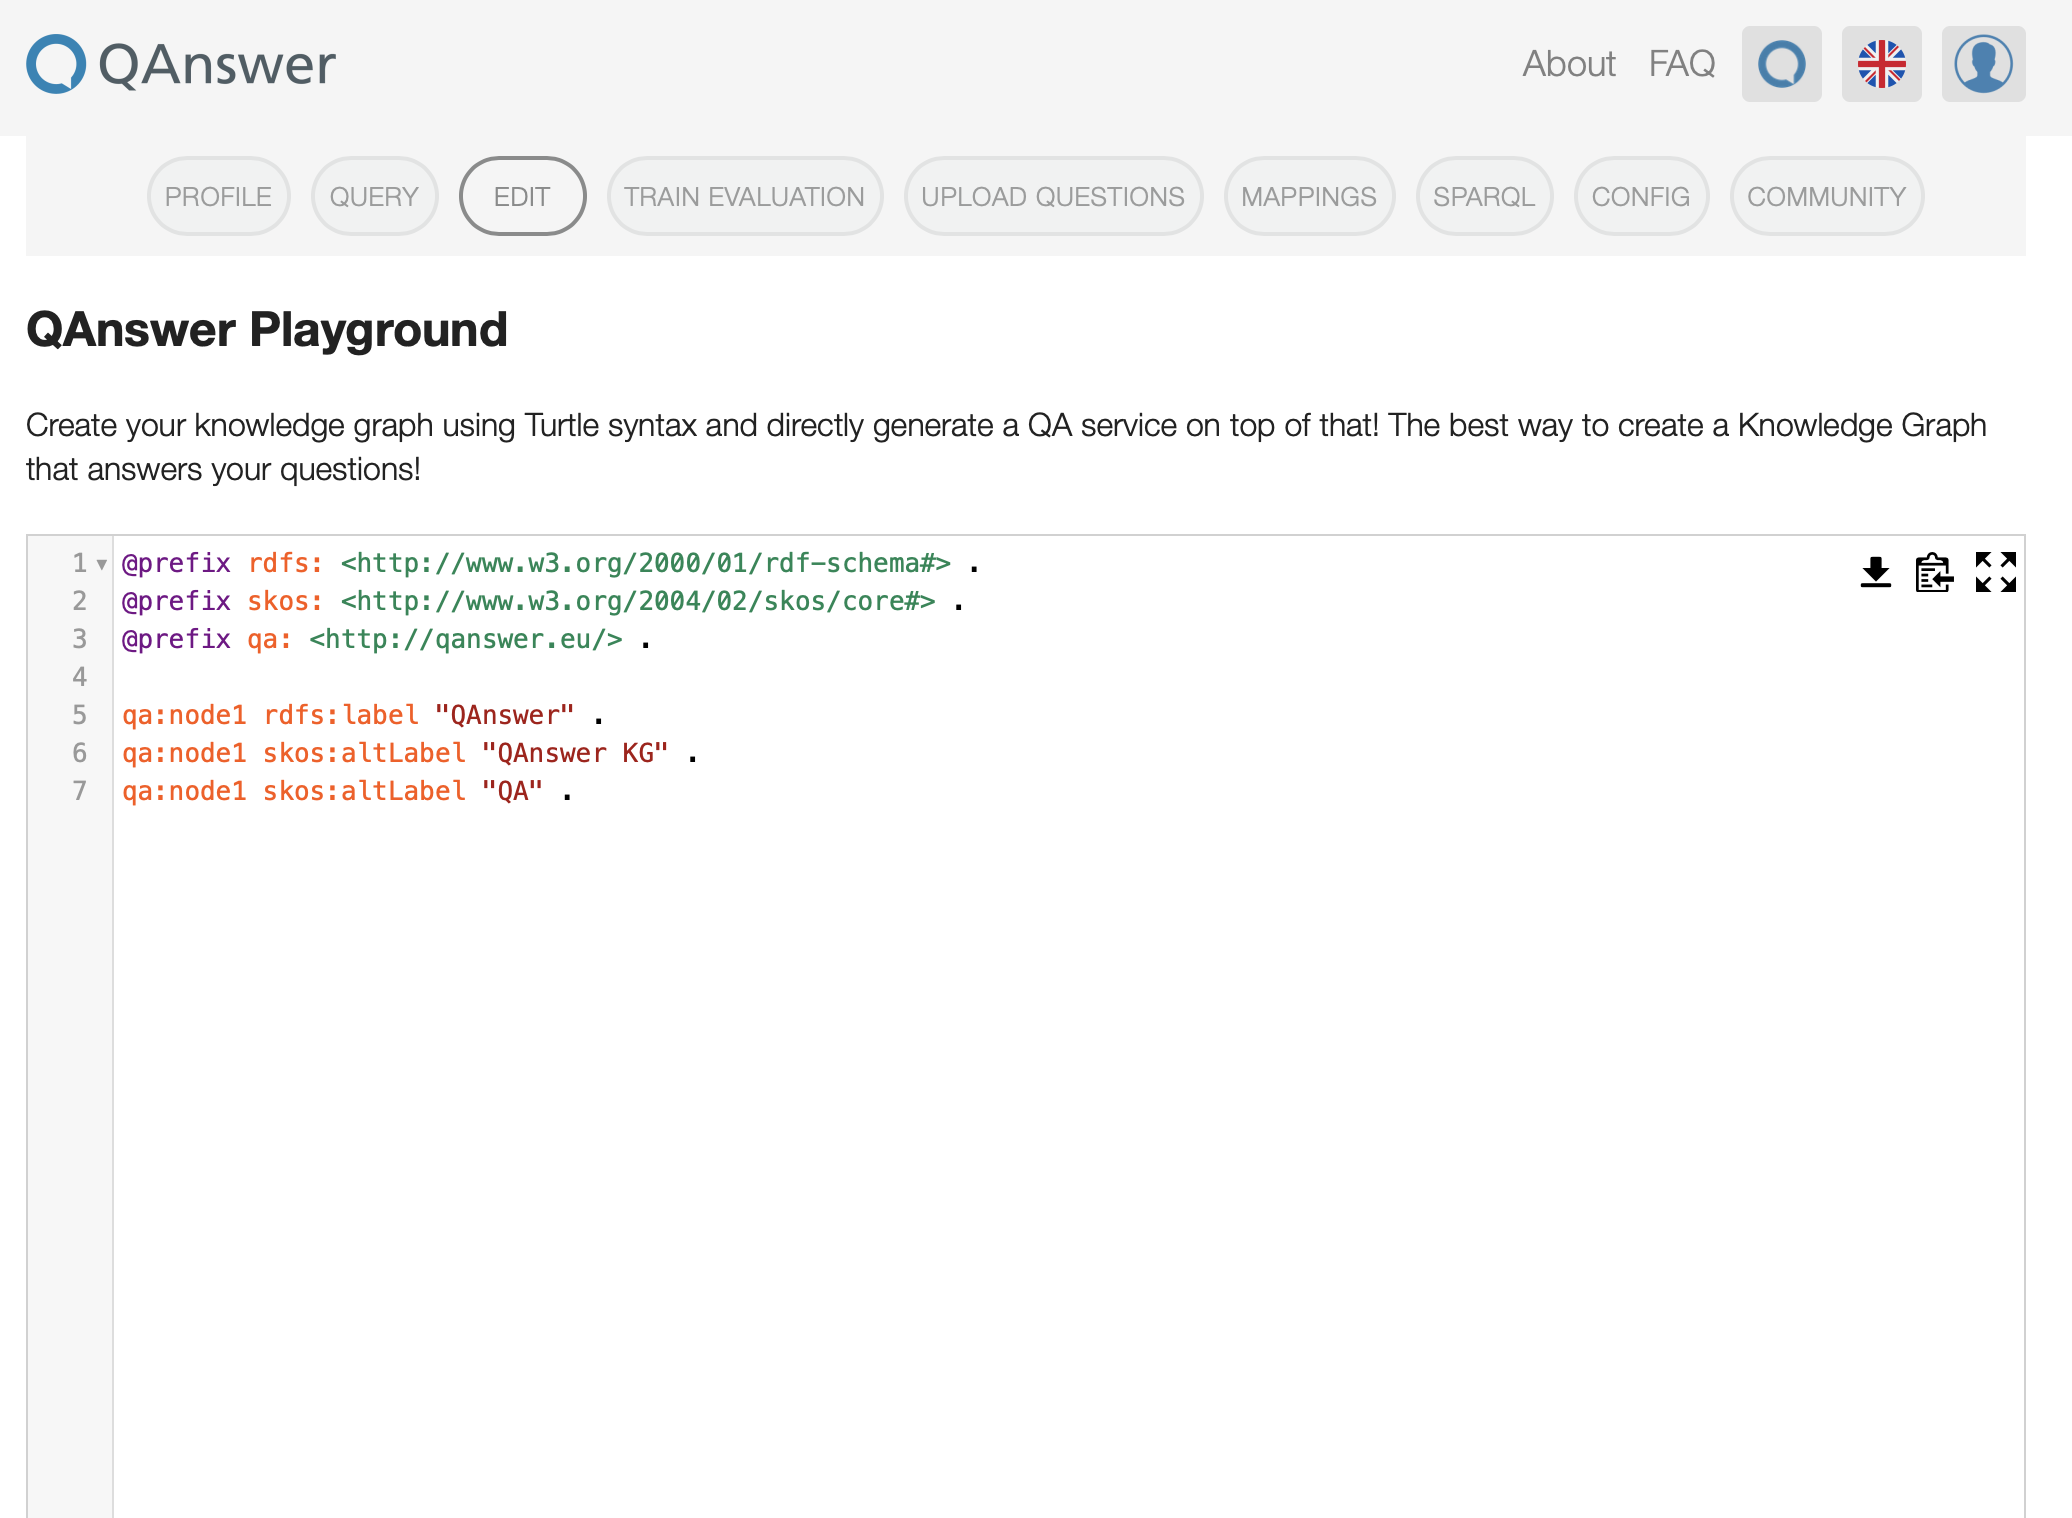 QAnswer
About FAQ
PROFILE QUERY EDIT TRAIN EVALUATION UPLOAD QUESTIONS MAPPINGS SPARQL CONFIG COMMUNITY
QAnswer Playground
Create your knowledge graph using Turtle syntax and directly generate a QA service on top of that! The best way to create a Knowledge Graph
that answers your questions!
1 @prefix rdfs: <http://www.w3.org/2000/01/rdf-schema#> .
2 @prefix skos: <http://www.w3.org/2004/02/skos/core#> .
3 @prefix qa: <http://qanswer.eu/> .
4
5 qa:node1 rdfs:label "QAnswer" .
6 qa:node1 skos:altLabel "QAnswer KG" .
7 qa:node1 skos:altLabel "QA" .